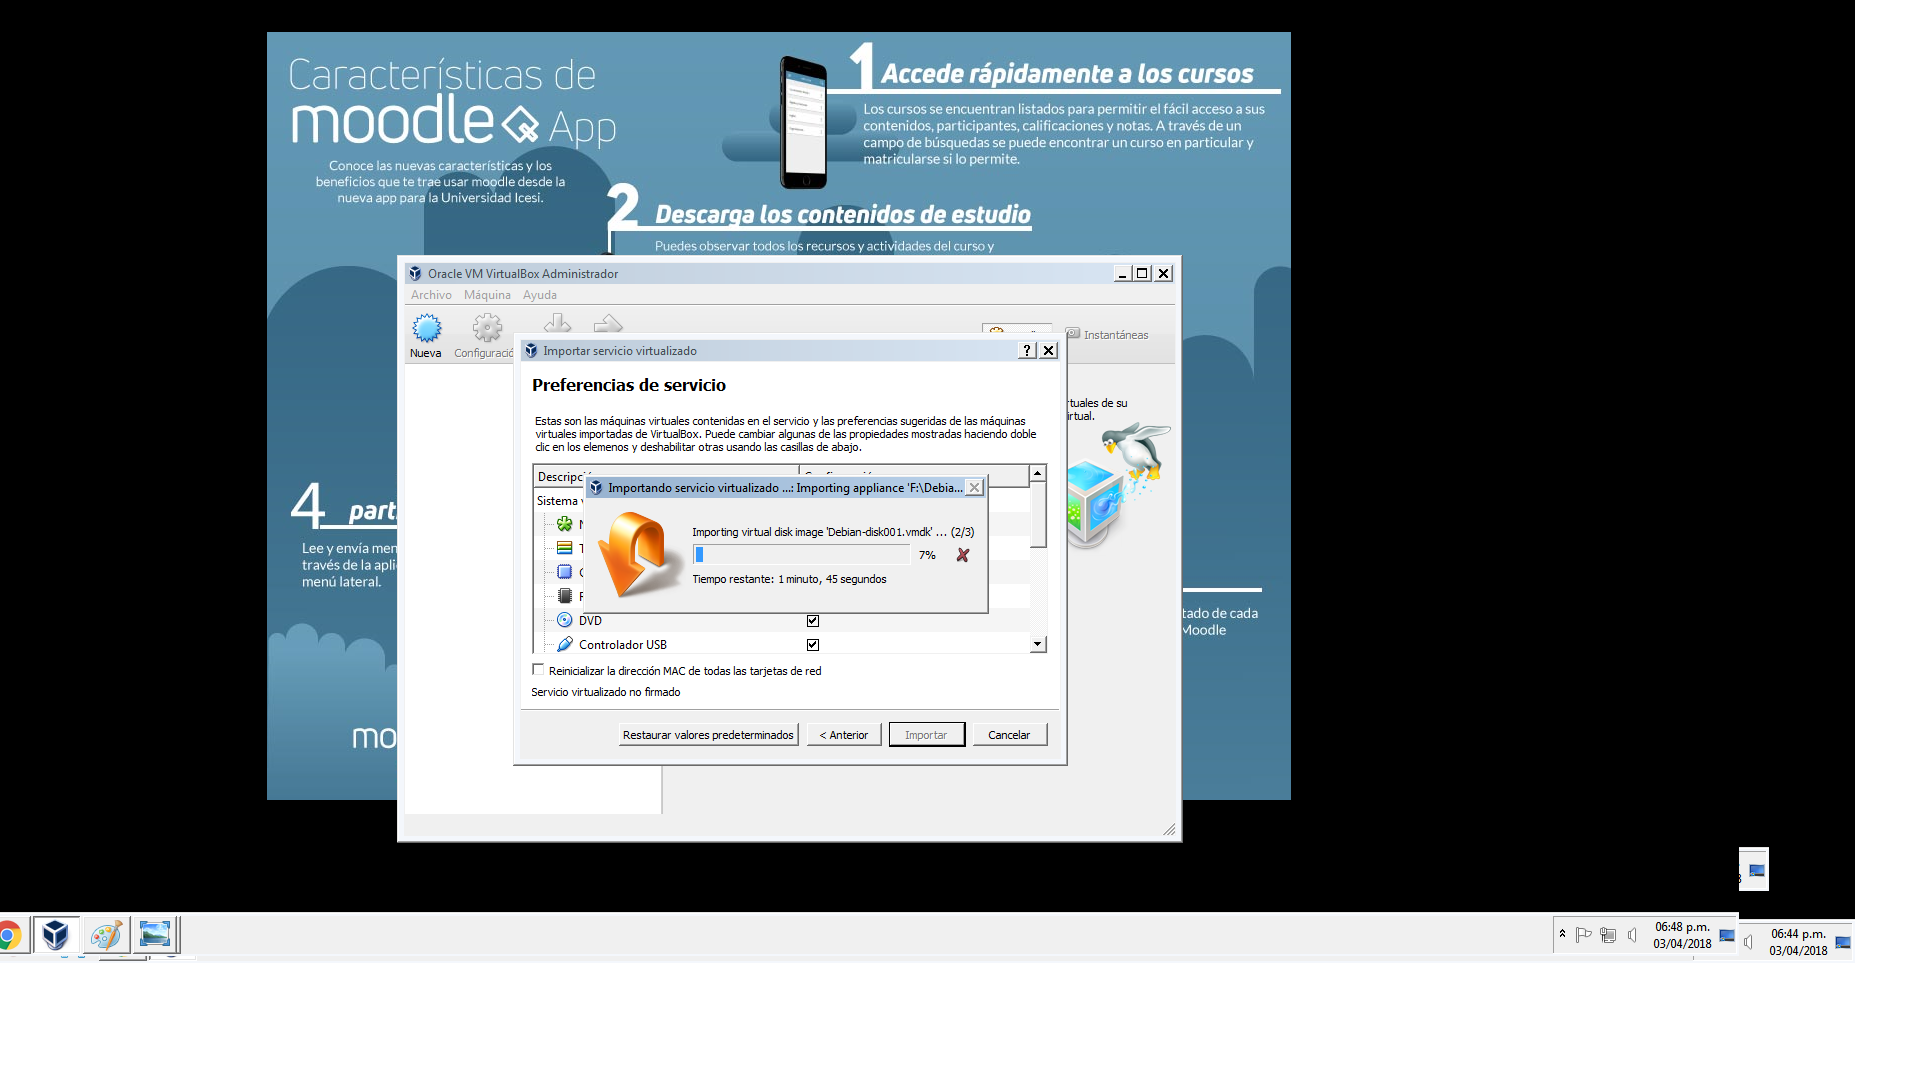 Características de
moodle App
Conoce las nuevas características y los
beneficios que te trae usar moodle desde la
nueva app para la Universidad Icesi.
1 Accede rápidamente a los cursos
Los cursos se encuentran listados para permitir el fácil acceso a sus
contenidos, participantes, calificaciones y notas. A través de un
campo de búsquedas se puede encontrar un curso en particular y
matricularse si lo permite.
2 Descarga los contenidos de estudio
Puedes observar todos los recursos y actividades del curso y
Oracle VM VirtualBox Administrador
Archivo Máquina Ayuda
Nueva
Configuració
Instantáneas
Importar servicio virtualizado
Preferencias de servicio
Estas son las máquinas virtuales contenidas en el servicio y las preferencias sugeridas de las máquinas
virtuales importadas de VirtualBox. Puede cambiar algunas de las propiedades mostradas haciendo doble
clic en los elemenos y deshabilitar otras usando las casillas de abajo.
rtuales de su
irtual.
Descripc
Sistema v
Importando servicio virtualizado ...: Importing appliance 'F:\Debia...
Importing virtual disk image 'Debian-disk001.vmdk' ... (2/3)
7%
Tiempo restante: 1 minuto, 45 segundos
DVD
Controlador USB
Reinicializar la dirección MAC de todas las tarjetas de red
Servicio virtualizado no firmado
Restaurar valores predeterminados
< Anterior
Importar
Cancelar
4 part
Lee y envía men
través de la apli
menú lateral.
tado de cada
Moodle
mo
06:48 p.m.
03/04/2018
06:44 p.m.
03/04/2018